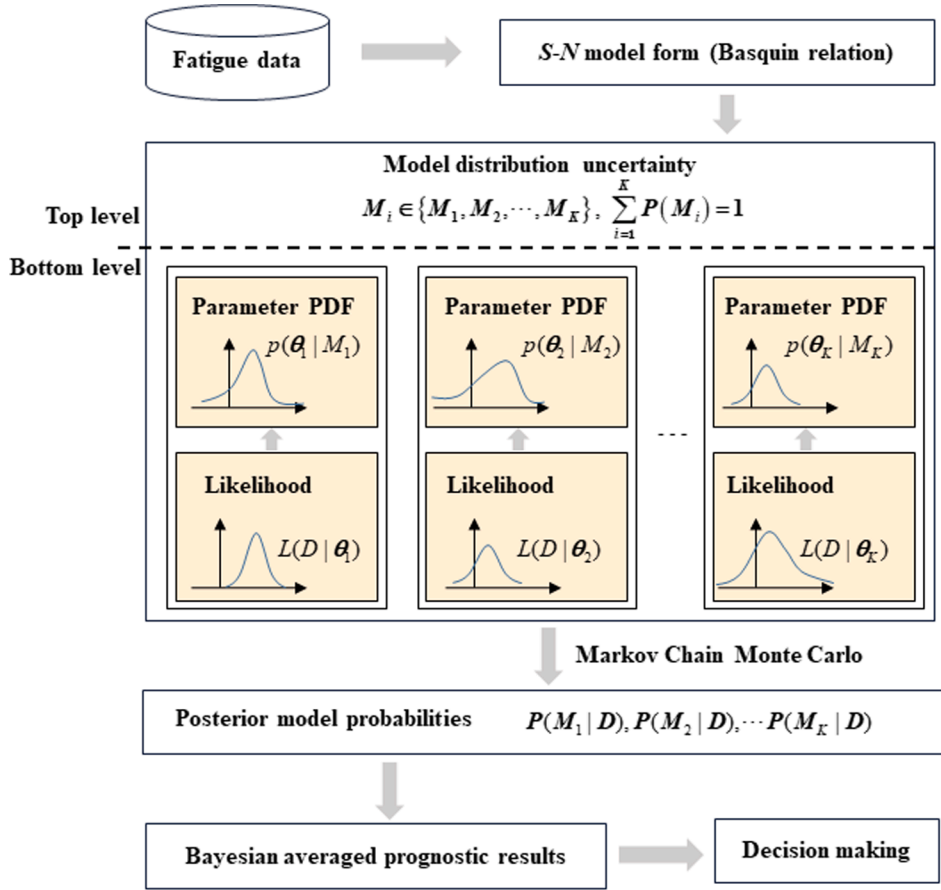 Fatigue data
S-N model form (Basquin relation)
Model distribution uncertainty
M_i ∈ {M_1, M_2, ⋯, M_K}, ∑_{i=1}^{K} P(M_i) = 1
Top level
Bottom level
Parameter PDF
p(θ_1 | M_1)
Likelihood
L(D | θ_1)
Parameter PDF
p(θ_2 | M_2)
Likelihood
L(D | θ_2)
- - -
Parameter PDF
p(θ_K | M_K)
Likelihood
L(D | θ_K)
Markov Chain Monte Carlo
Posterior model probabilities P(M_1 | D), P(M_2 | D), ⋯ P(M_K | D)
Bayesian averaged prognostic results
Decision making